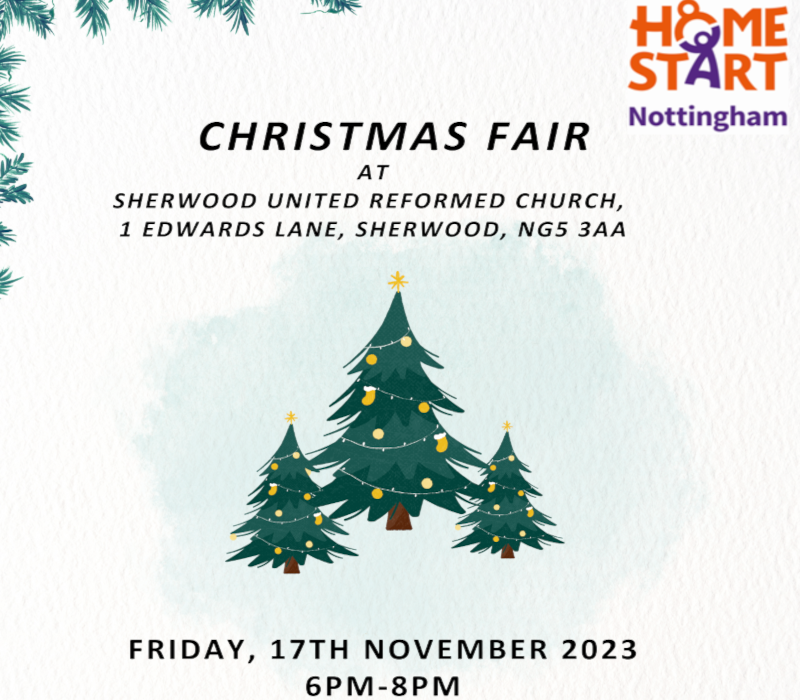 HOME
START
Nottingham
CHRISTMAS FAIR
AT
SHERWOOD UNITED REFORMED CHURCH,
1 EDWARDS LANE, SHERWOOD, NG5 3AA
FRIDAY, 17TH NOVEMBER 2023
6PM-8PM